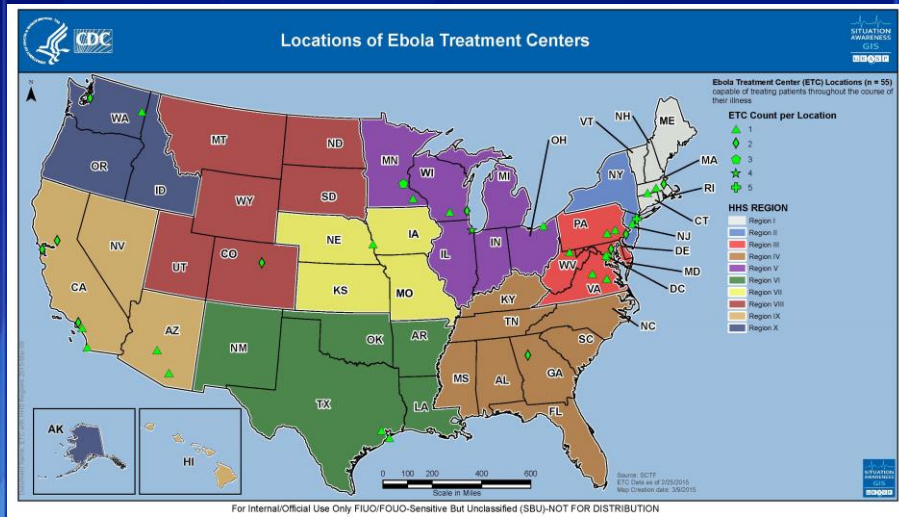 CDC
Locations of Ebola Treatment Centers
SITUATION
AWARENESS
GIS
Ebola Treatment Center (ETC) Locations (n = 55)
capable of treating patients throughout the course of
their illness
ETC Count per Location
1
2
3
4
5
HHS REGION
Region I
Region II
Region III
Region IV
Region V
Region VI
Region VII
Region VIII
Region IX
Region X
N
WA
OR
ID
MT
ND
SD
WY
MN
WI
MI
OH
VT
NH
ME
NY
MA
RI
CT
NJ
PA
DE
MD
DC
WV
VA
NV
CA
UT
CO
NE
IA
KS
MO
IL
IN
KY
TN
NC
SC
AZ
NM
OK
AR
TX
LA
MS
AL
GA
FL
AK
HI
0 100 200 400 600
Scale in Miles
Source: SCTF
ETC Data as of 2/25/2015
Map Creation date: 3/9/2015
SITUATION
AWARENESS
GIS
For Internal/Official Use Only FIUO/FOUO-Sensitive But Unclassified (SBU)-NOT FOR DISTRIBUTION